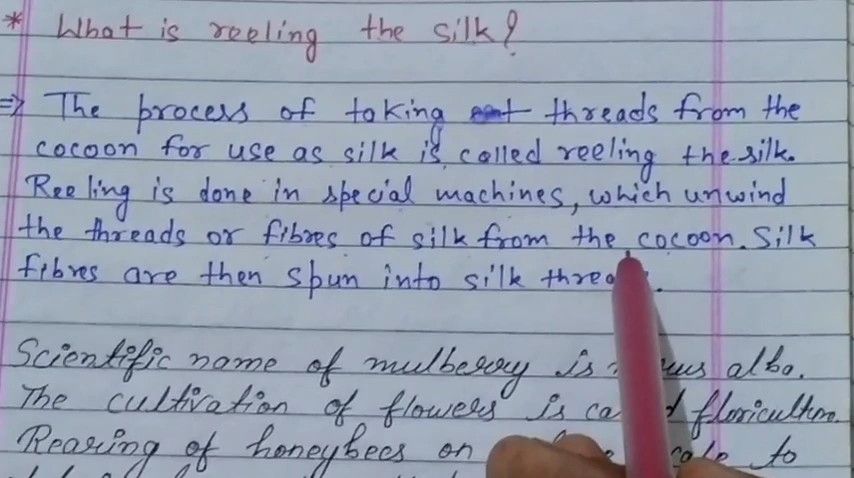 * What is reeling the silk?
=> The process of taking out threads from the
cocoon for use as silk is called reeling the silk.
Reeling is done in special machines, which unwind
the threads or fibres of silk from the cocoon. Silk
fibres are then spun into silk
Scientific name of mulberry is alba.
The cultivation of flowers is floriculture.
Rearing of honeybees on to